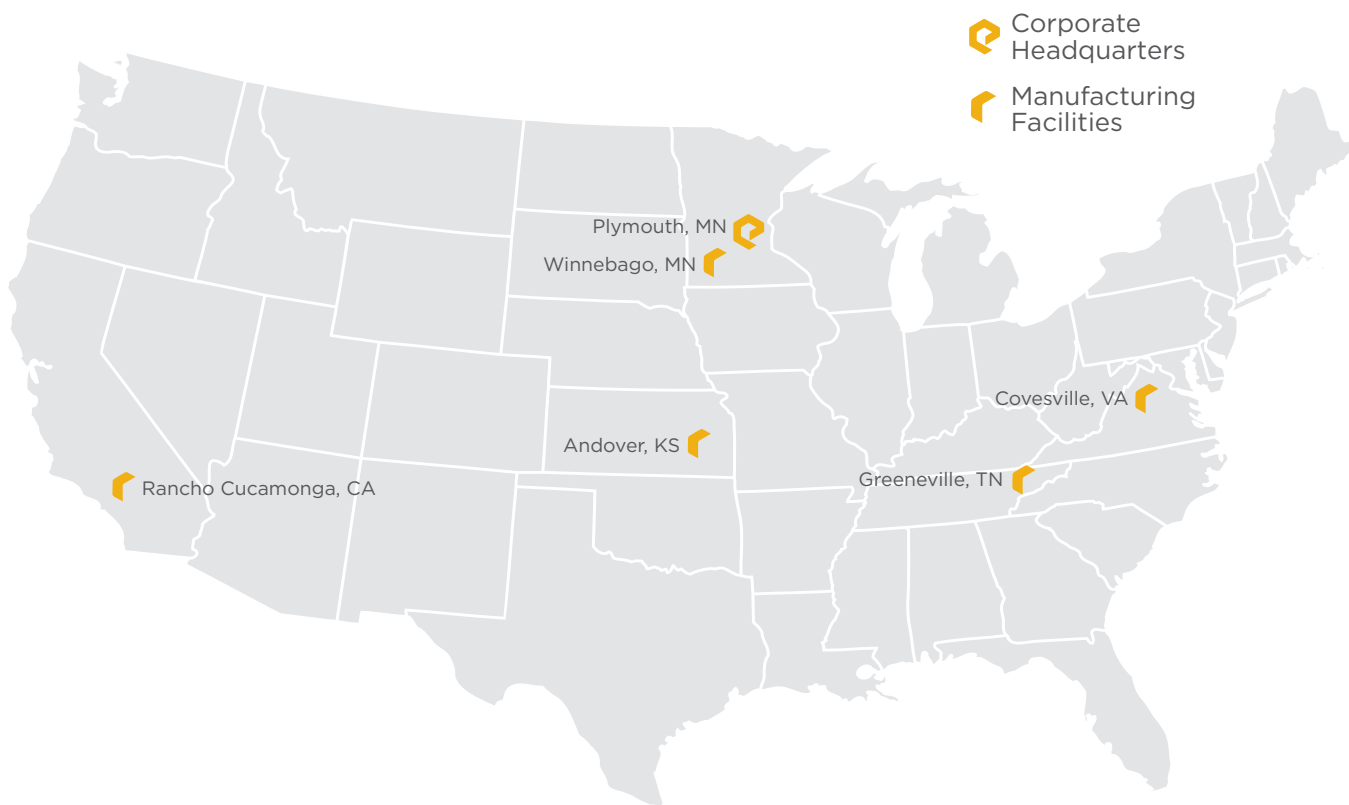 Corporate
Headquarters
Manufacturing
Facilities
Plymouth, MN
Winnebago, MN
Covesville, VA
Andover, KS
Greeneville, TN
Rancho Cucamonga, CA